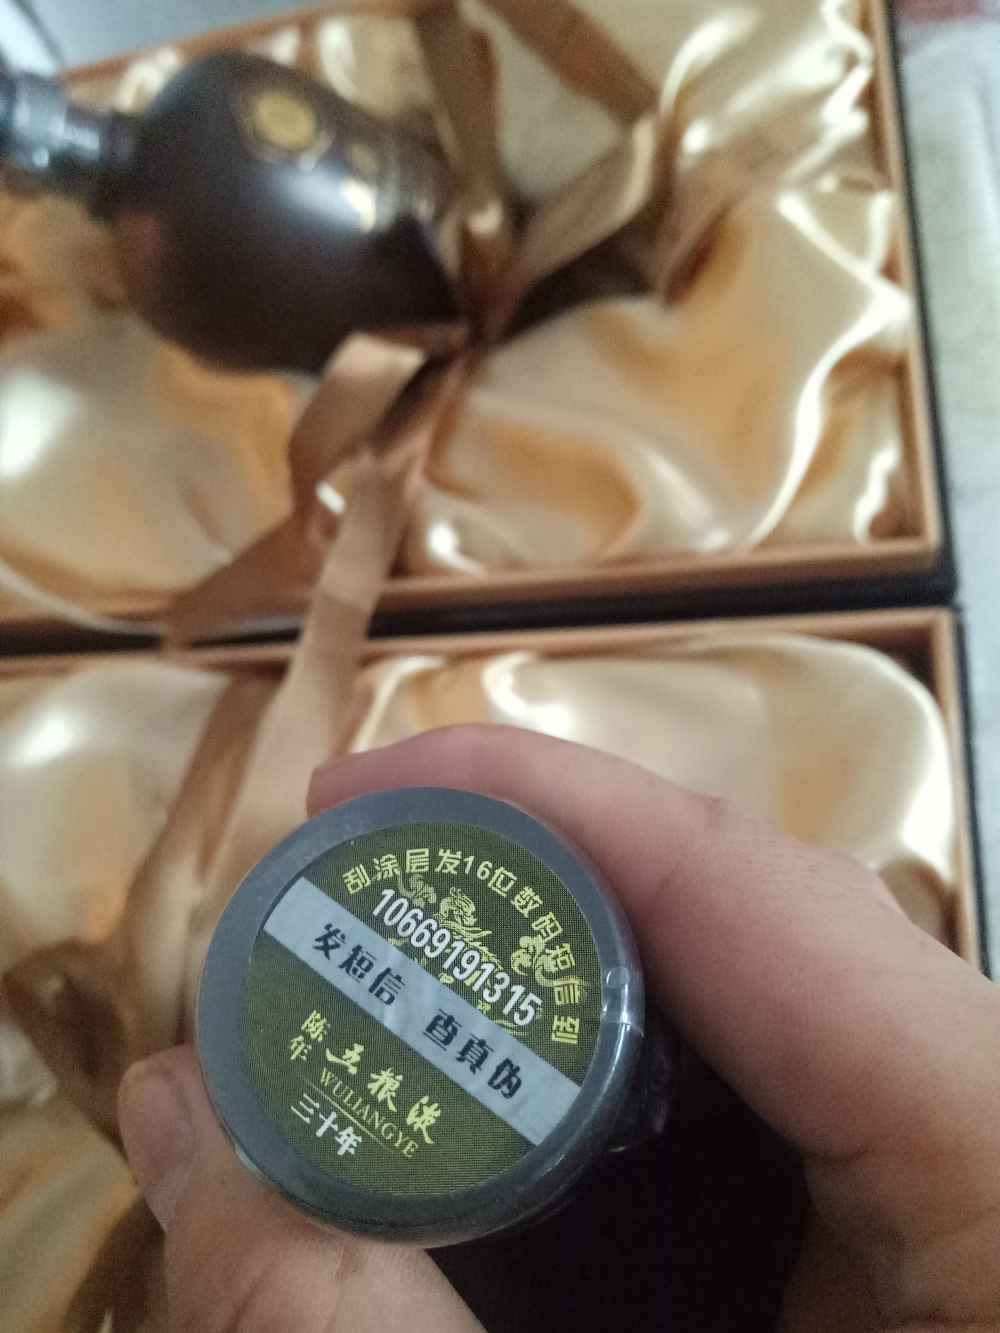 刮涂层发16位数码短信到
10669191315
发短信 查真伪
陈年 五粮液
WULIANGYE
三十年